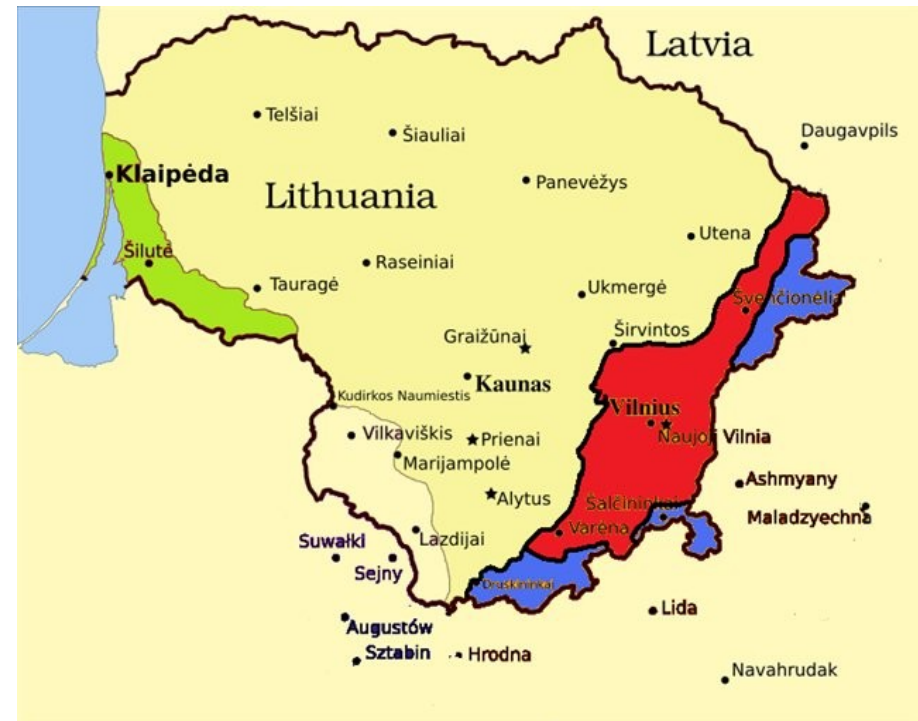 Latvia
Telšiai
Šiauliai
Daugavpils
Klaipėda
Panevėžys
Lithuania
Utena
Šilutė
Raseiniai
Tauragė
Ukmergė
Švenčionėlia
Graižūnai
Širvintos
Kaunas
Kudirkos Naumiestis
Vilnius
Vilkaviškis
Prienai
Naujoji Vilnia
Marijampolė
Ashmyany
Alytus
Šalčininkai
Maladzyechna
Varėna
Lazdijai
Suwałki
Sejny
Druskininkai
Lida
Augustów
Sztabin
Hrodna
Navahrudak